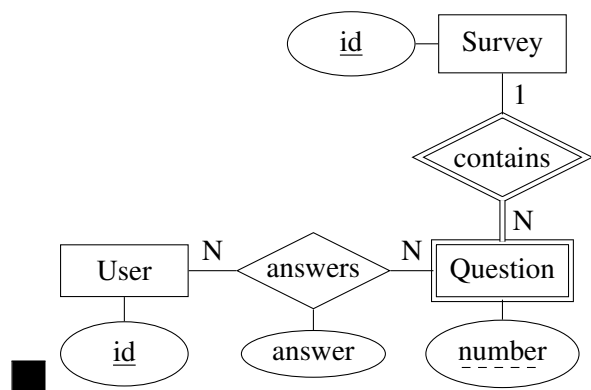 id Survey
1
contains
N
User N answers N Question
id answer number